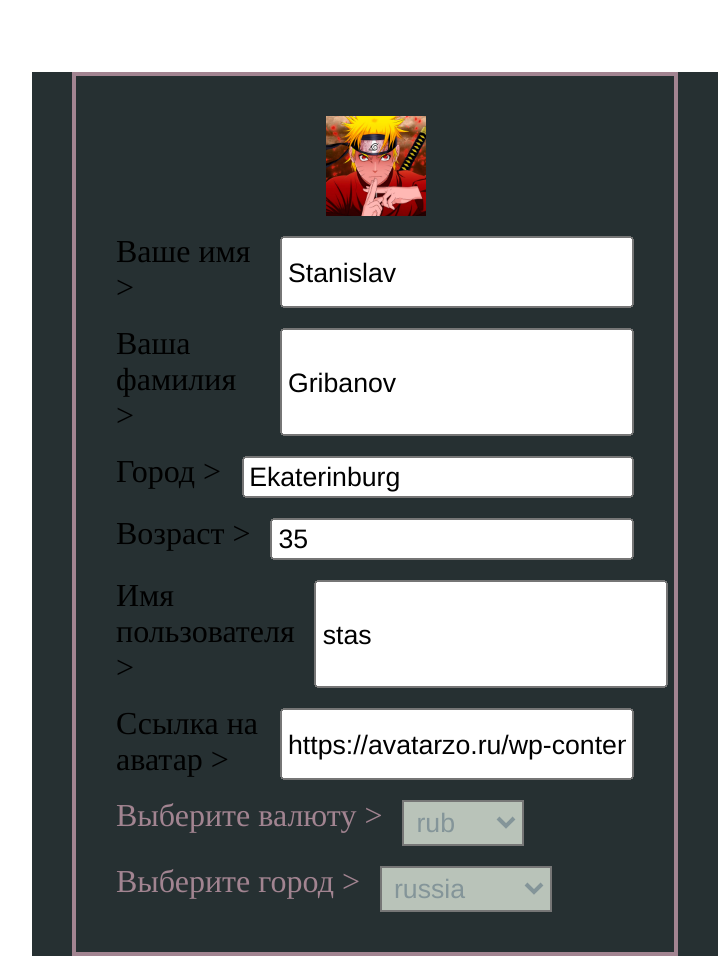 Ваше имя
>
Stanislav
Ваша
фамилия
>
Gribanov
Город >
Ekaterinburg
Возраст >
35
Имя
пользователя
>
stas
Ссылка на
аватар >
https://avatarzo.ru/wp-conter
Выберите валюту >
rub
Выберите город >
russia